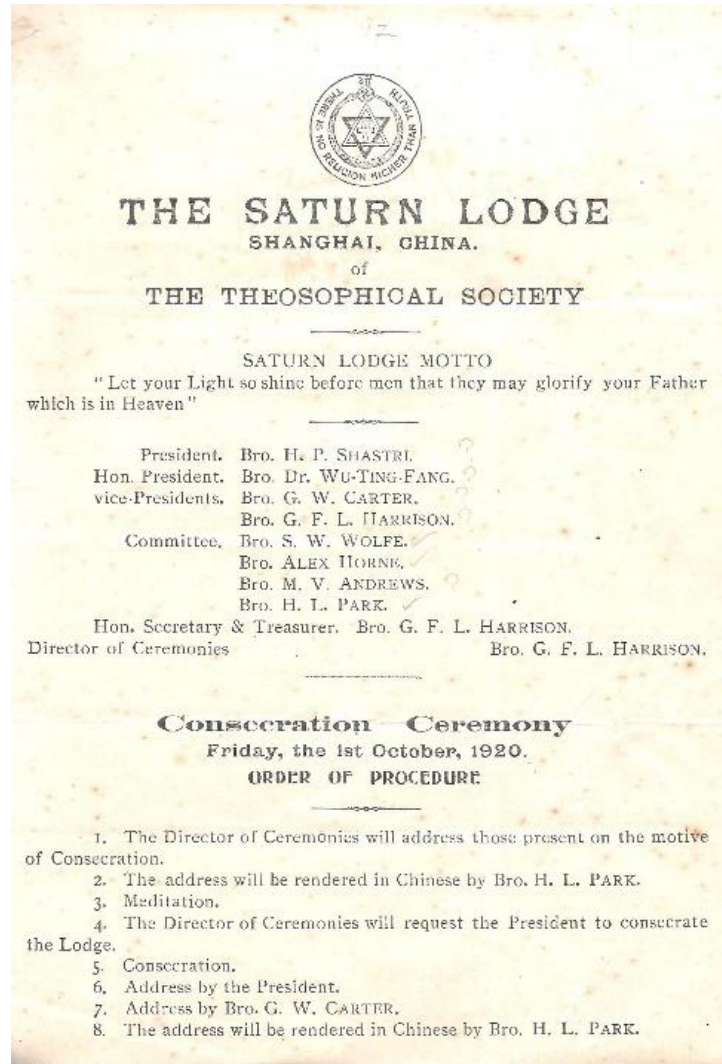 THERE IS NO RELIGION HIGHER THAN TRUTH
THE SATURN LODGE
SHANGHAI, CHINA.
of
THE THEOSOPHICAL SOCIETY
SATURN LODGE MOTTO
"Let your Light so shine before men that they may glorify your Father
which is in Heaven"
President. Bro. H. P. SHASTRI. ?
Hon. President. Bro. Dr. WU-TING-FANG. ?
vice-Presidents. Bro. G. W. CARTER. ?
Bro. G. F. L. HARRISON. ?
Committee. Bro. S. W. WOLFE. ✓
Bro. ALEX HORNE. ✓
Bro. M. V. ANDREWS. ?
Bro. H. L. PARK. ✓
Hon. Secretary & Treasurer. Bro. G. F. L. HARRISON.
Director of Ceremonies Bro. G. F. L. HARRISON.
Consecration Ceremony
Friday, the 1st October, 1920.
ORDER OF PROCEDURE
1. The Director of Ceremonies will address those present on the motive
of Consecration.
2. The address will be rendered in Chinese by Bro. H. L. PARK.
3. Meditation.
4. The Director of Ceremonies will request the President to consecrate
the Lodge.
5. Consecration.
6. Address by the President.
7. Address by Bro. G. W. CARTER.
8. The address will be rendered in Chinese by Bro. H. L. PARK.